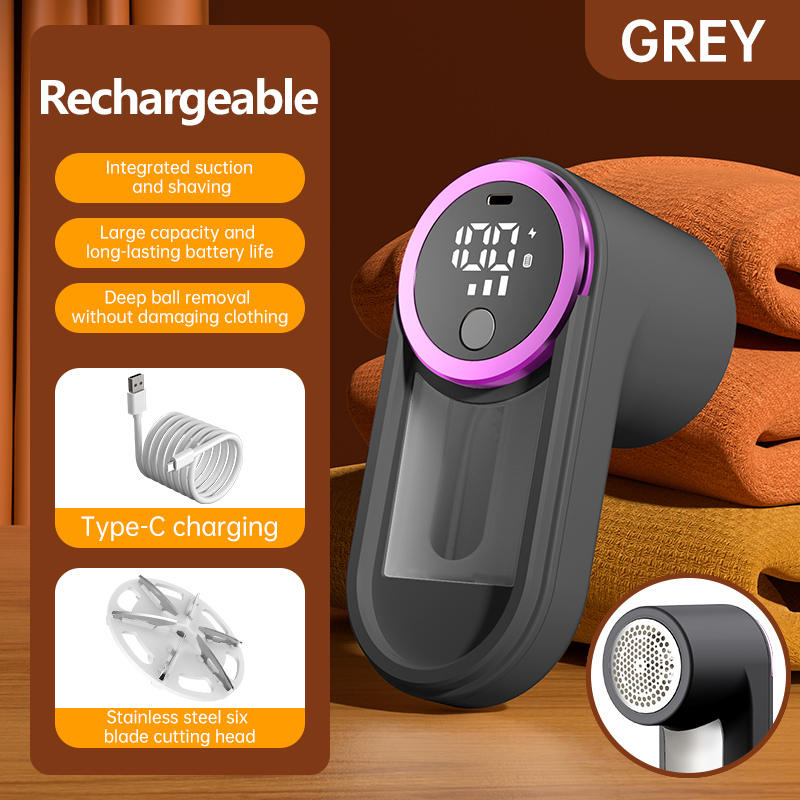 GREY
Rechargeable
Integrated suction
and shaving
Large capacity and
long-lasting battery life
Deep ball removal
without damaging clothing
100
Type-C charging
Stainless steel six
blade cutting head